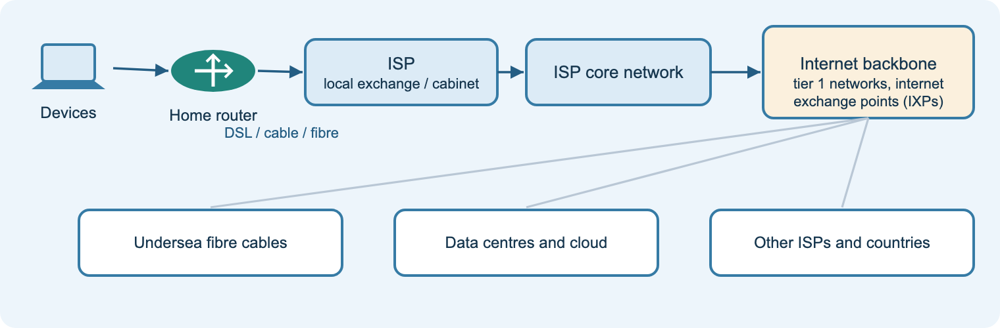 Devices
Home router
DSL / cable / fibre
ISP
local exchange / cabinet
ISP core network
Internet backbone
tier 1 networks, internet
exchange points (IXPs)
Undersea fibre cables
Data centres and cloud
Other ISPs and countries